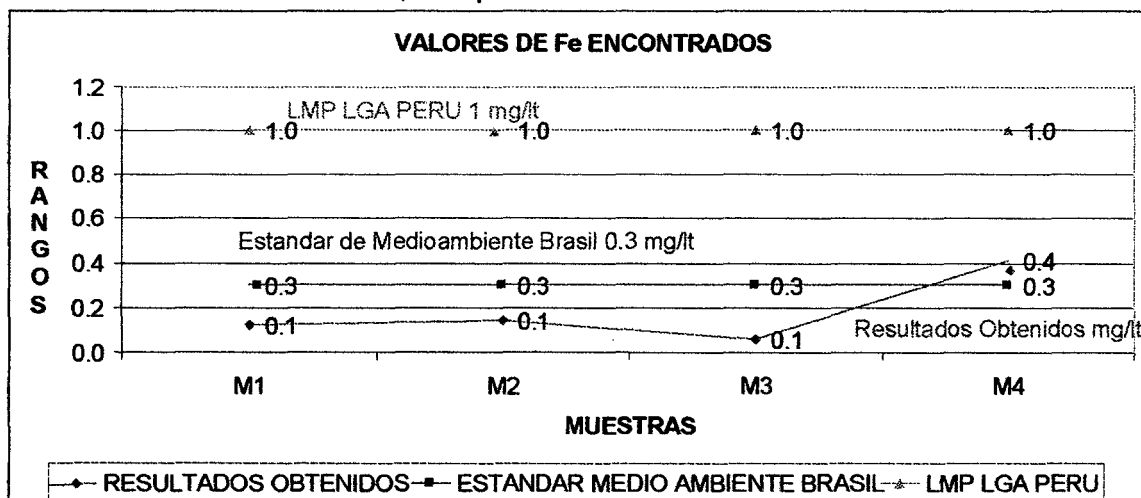 VALORES DE Fe ENCONTRADOS
1.2
LMP LGA PERU 1 mg/lt
1.0 1.0 1.0 1.0 1.0
0.8
RANGOS
0.6
Estandar de Medioambiente Brasil 0.3 mg/lt
0.4 0.4
0.3 0.3 0.3 0.3
0.2
0.1 0.1 0.1
Resultados Obtenidos mg/lt
0.0
M1 M2 M3 M4
MUESTRAS
RESULTADOS OBTENIDOS ESTANDAR MEDIO AMBIENTE BRASIL LMP LGA PERU